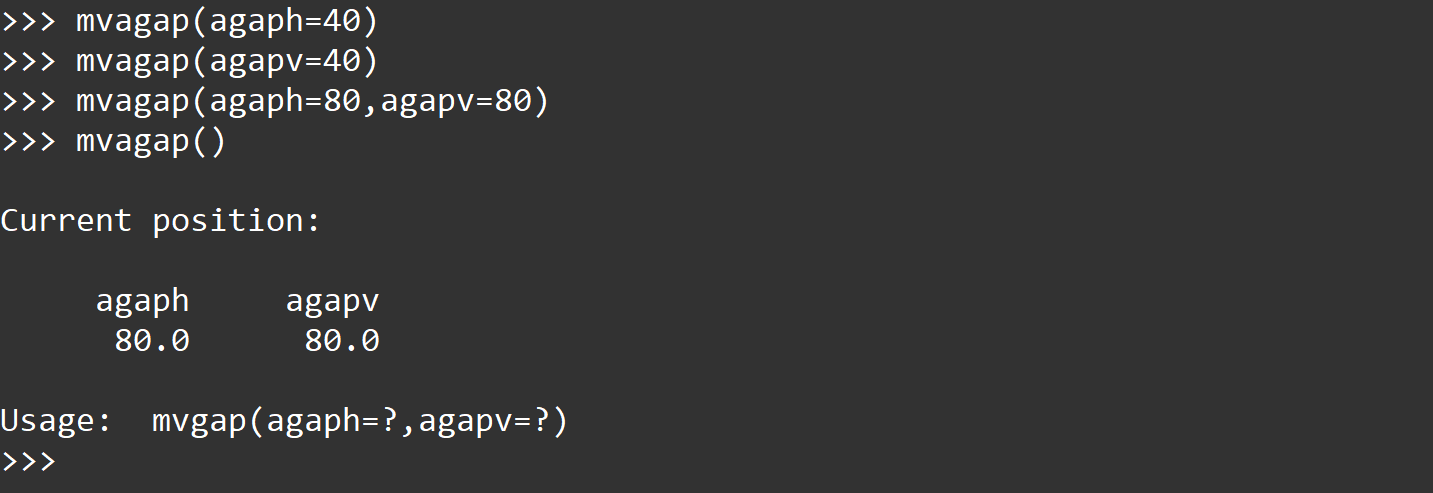 >>> mvagap(agaph=40)
>>> mvagap(agapv=40)
>>> mvagap(agaph=80,agapv=80)
>>> mvagap()
Current position:
agaph agapv
80.0 80.0
Usage: mvgap(agaph=?,agapv=?)
>>>